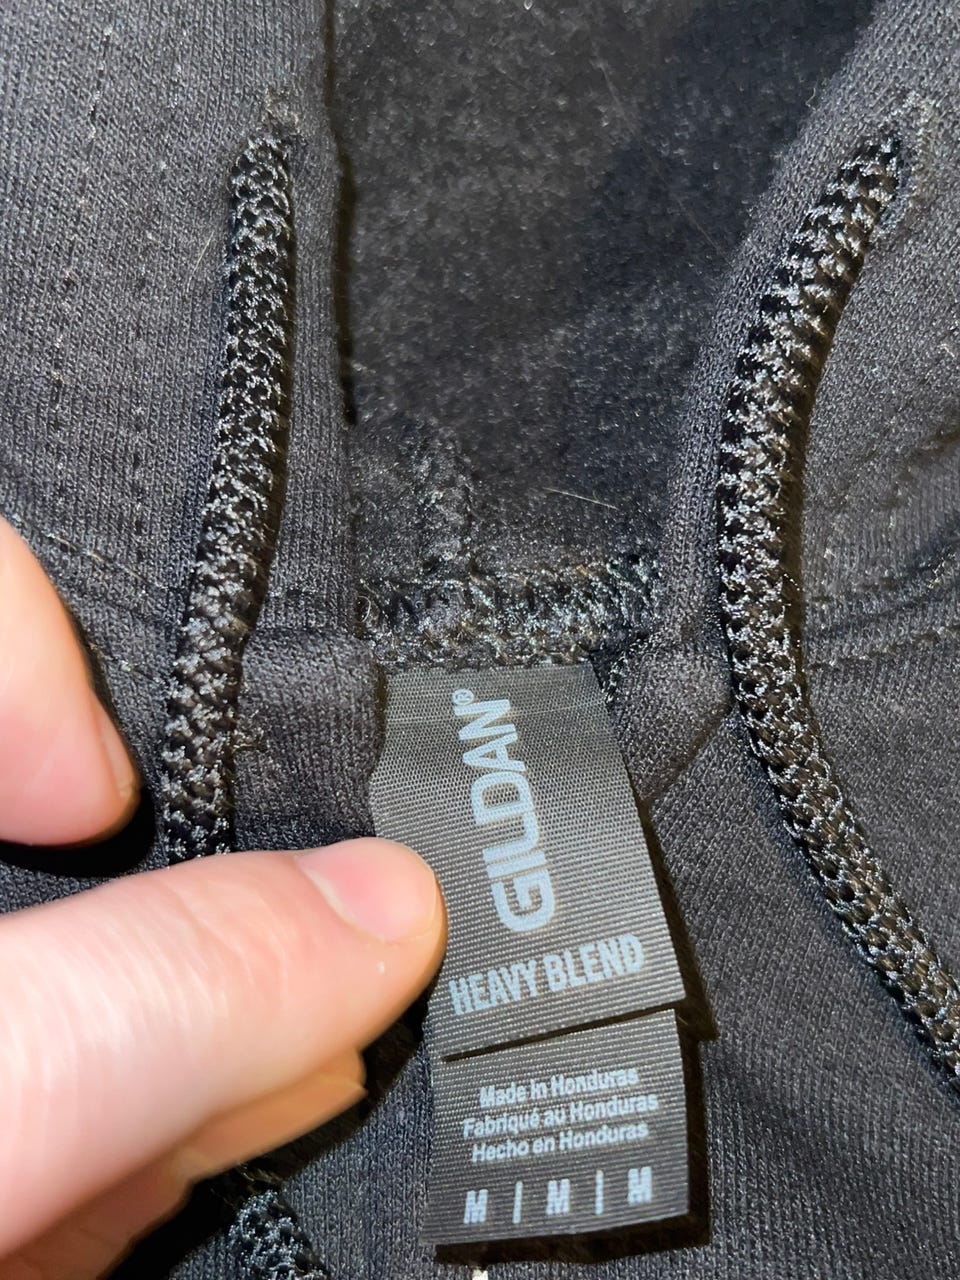 GILDAN®
HEAVY BLEND
Made in Honduras
Fabriqué au Honduras
Hecho en Honduras
M | M | M